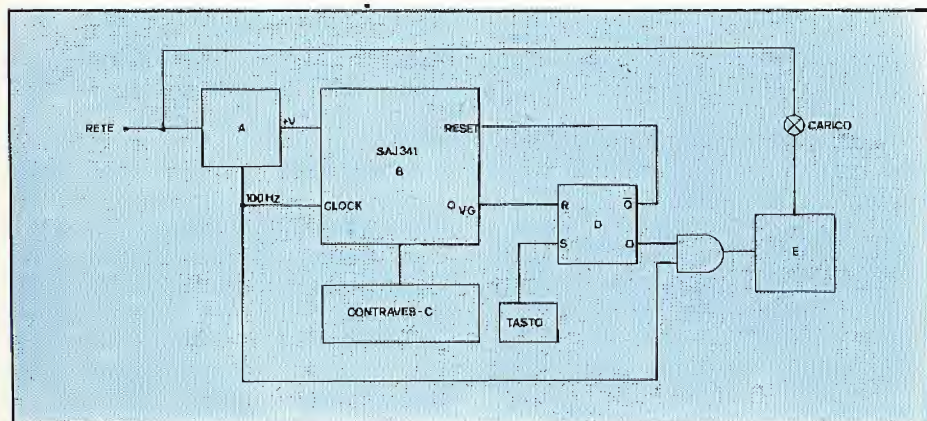 RETE
A
+V
100 Hz
SAJ341
B
RESET
CLOCK
Q VG
CONTRAVES - C
R
Q
D
S
Q
TASTO
E
CARICO